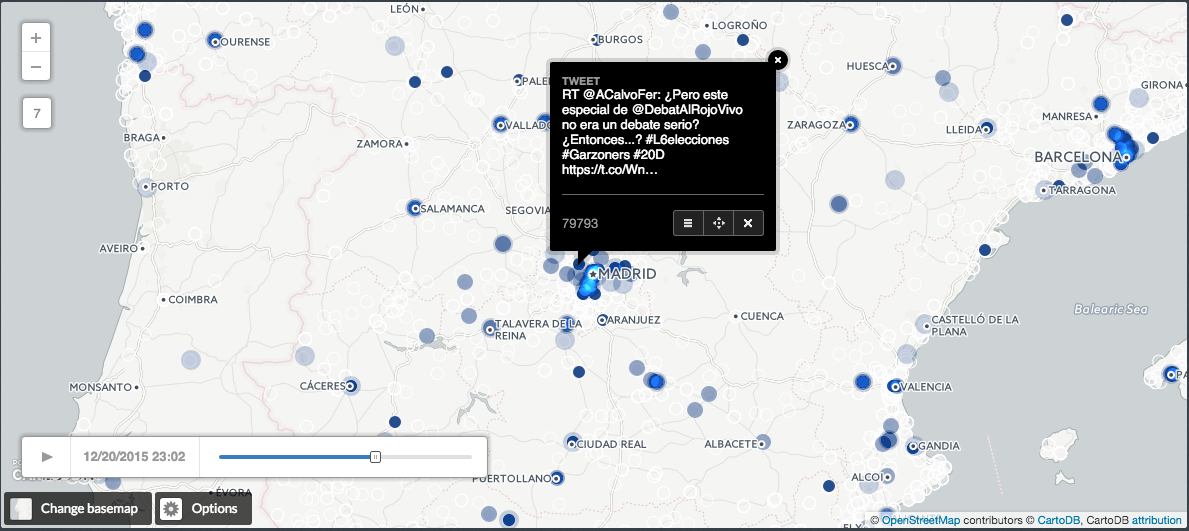 LEÓN
LOGROÑO
OURENSE
BURGOS
HUESCA
TWEET
RT @ACalvoFer: ¿Pero este
especial de @DebatAlRojoVivo
no era un debate serio?
¿Entonces...? #L6elecciones
#Garzoners #20D
https://t.co/Wn…
79793
7
GIRONA
MANRESA
ZARAGOZA
LLEIDA
BRAGA
ZAMORA
BARCELONA
PORTO
TARRAGONA
SALAMANCA
SEGOVIA
AVEIRO
MADRID
COIMBRA
Balearic Sea
TALAVERA DE LA
REINA
ARANJUEZ
CUENCA
CASTELLÓ DE
LA PLANA
MONSANTO
CÁCERES
VALENCIA
CIUDAD REAL
ALBACETE
GANDIA
12/20/2015 23:02
PUERTOLLANO
ÉVORA
Change basemap
Options
© OpenStreetMap contributors © CartoDB, CartoDB attribution